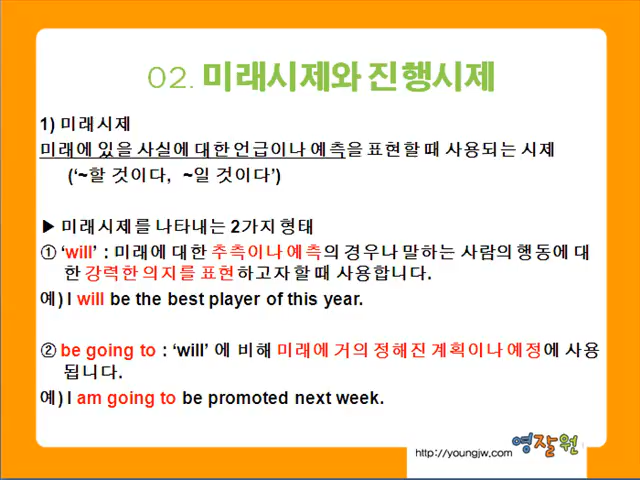 02. 미래시제와 진행시제
1) 미래시제
미래에 있을 사실에 대한 언급이나 예측을 표현할 때 사용되는 시제
(‘~할 것이다, ~일 것이다’)
▶ 미래시제를 나타내는 2가지 형태
① ‘will’ : 미래에 대한 추측이나 예측의 경우나 말하는 사람의 행동에 대
한 강력한 의지를 표현하고자 할 때 사용합니다.
예) I will be the best player of this year.
② be going to : ‘will’ 에 비해 미래에 거의 정해진 계획이나 예정에 사용
됩니다.
예) I am going to be promoted next week.
http://youngjw.com 영잘원